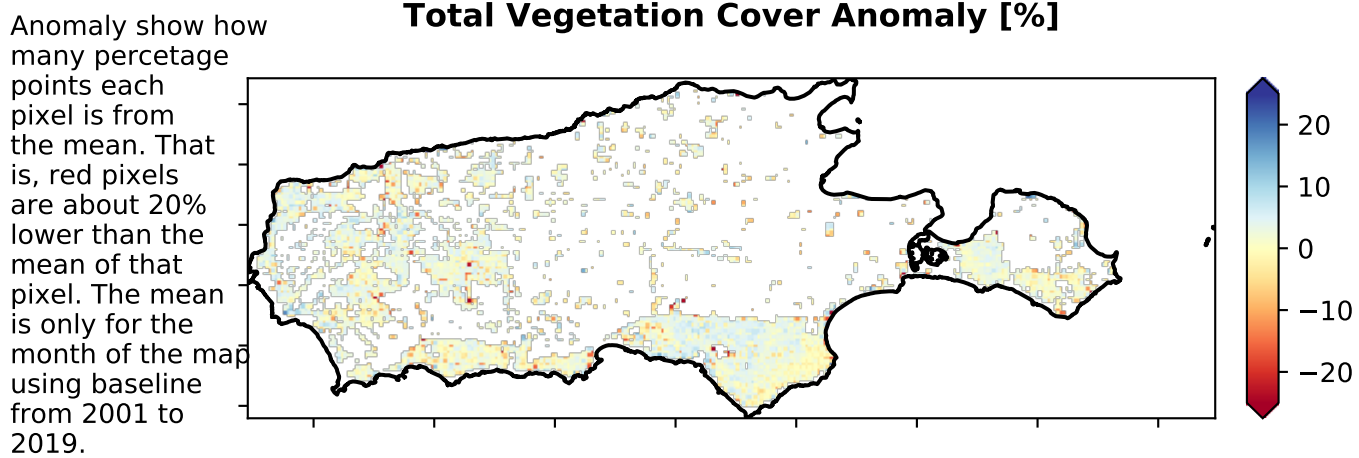 Total Vegetation Cover Anomaly [%]
Anomaly show how
many percetage
points each
pixel is from
the mean. That
is, red pixels
are about 20%
lower than the
mean of that
pixel. The mean
is only for the
month of the map
using baseline
from 2001 to
2019.
20
10
0
−10
−20